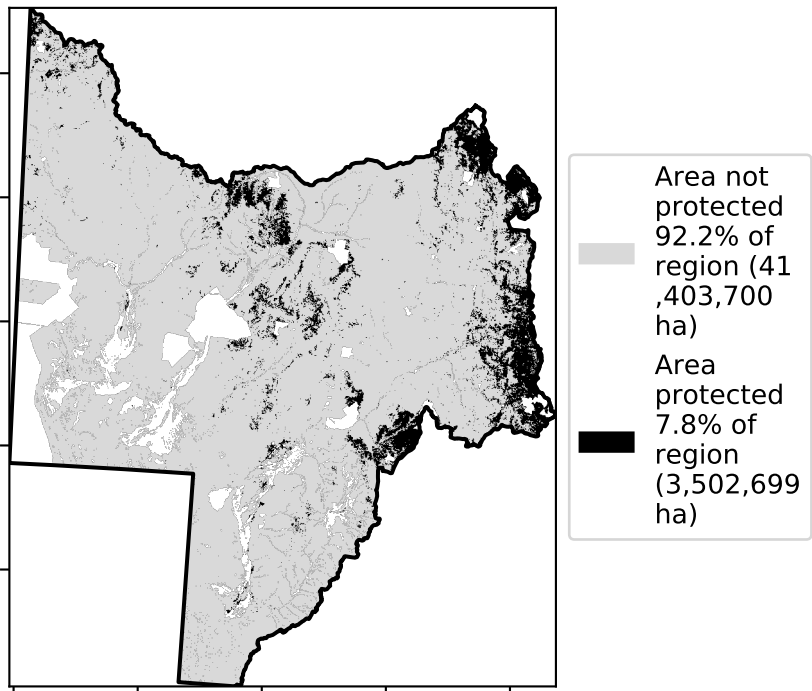 Area not
protected
92.2% of
region (41
,403,700
ha)
Area
protected
7.8% of
region
(3,502,699
ha)